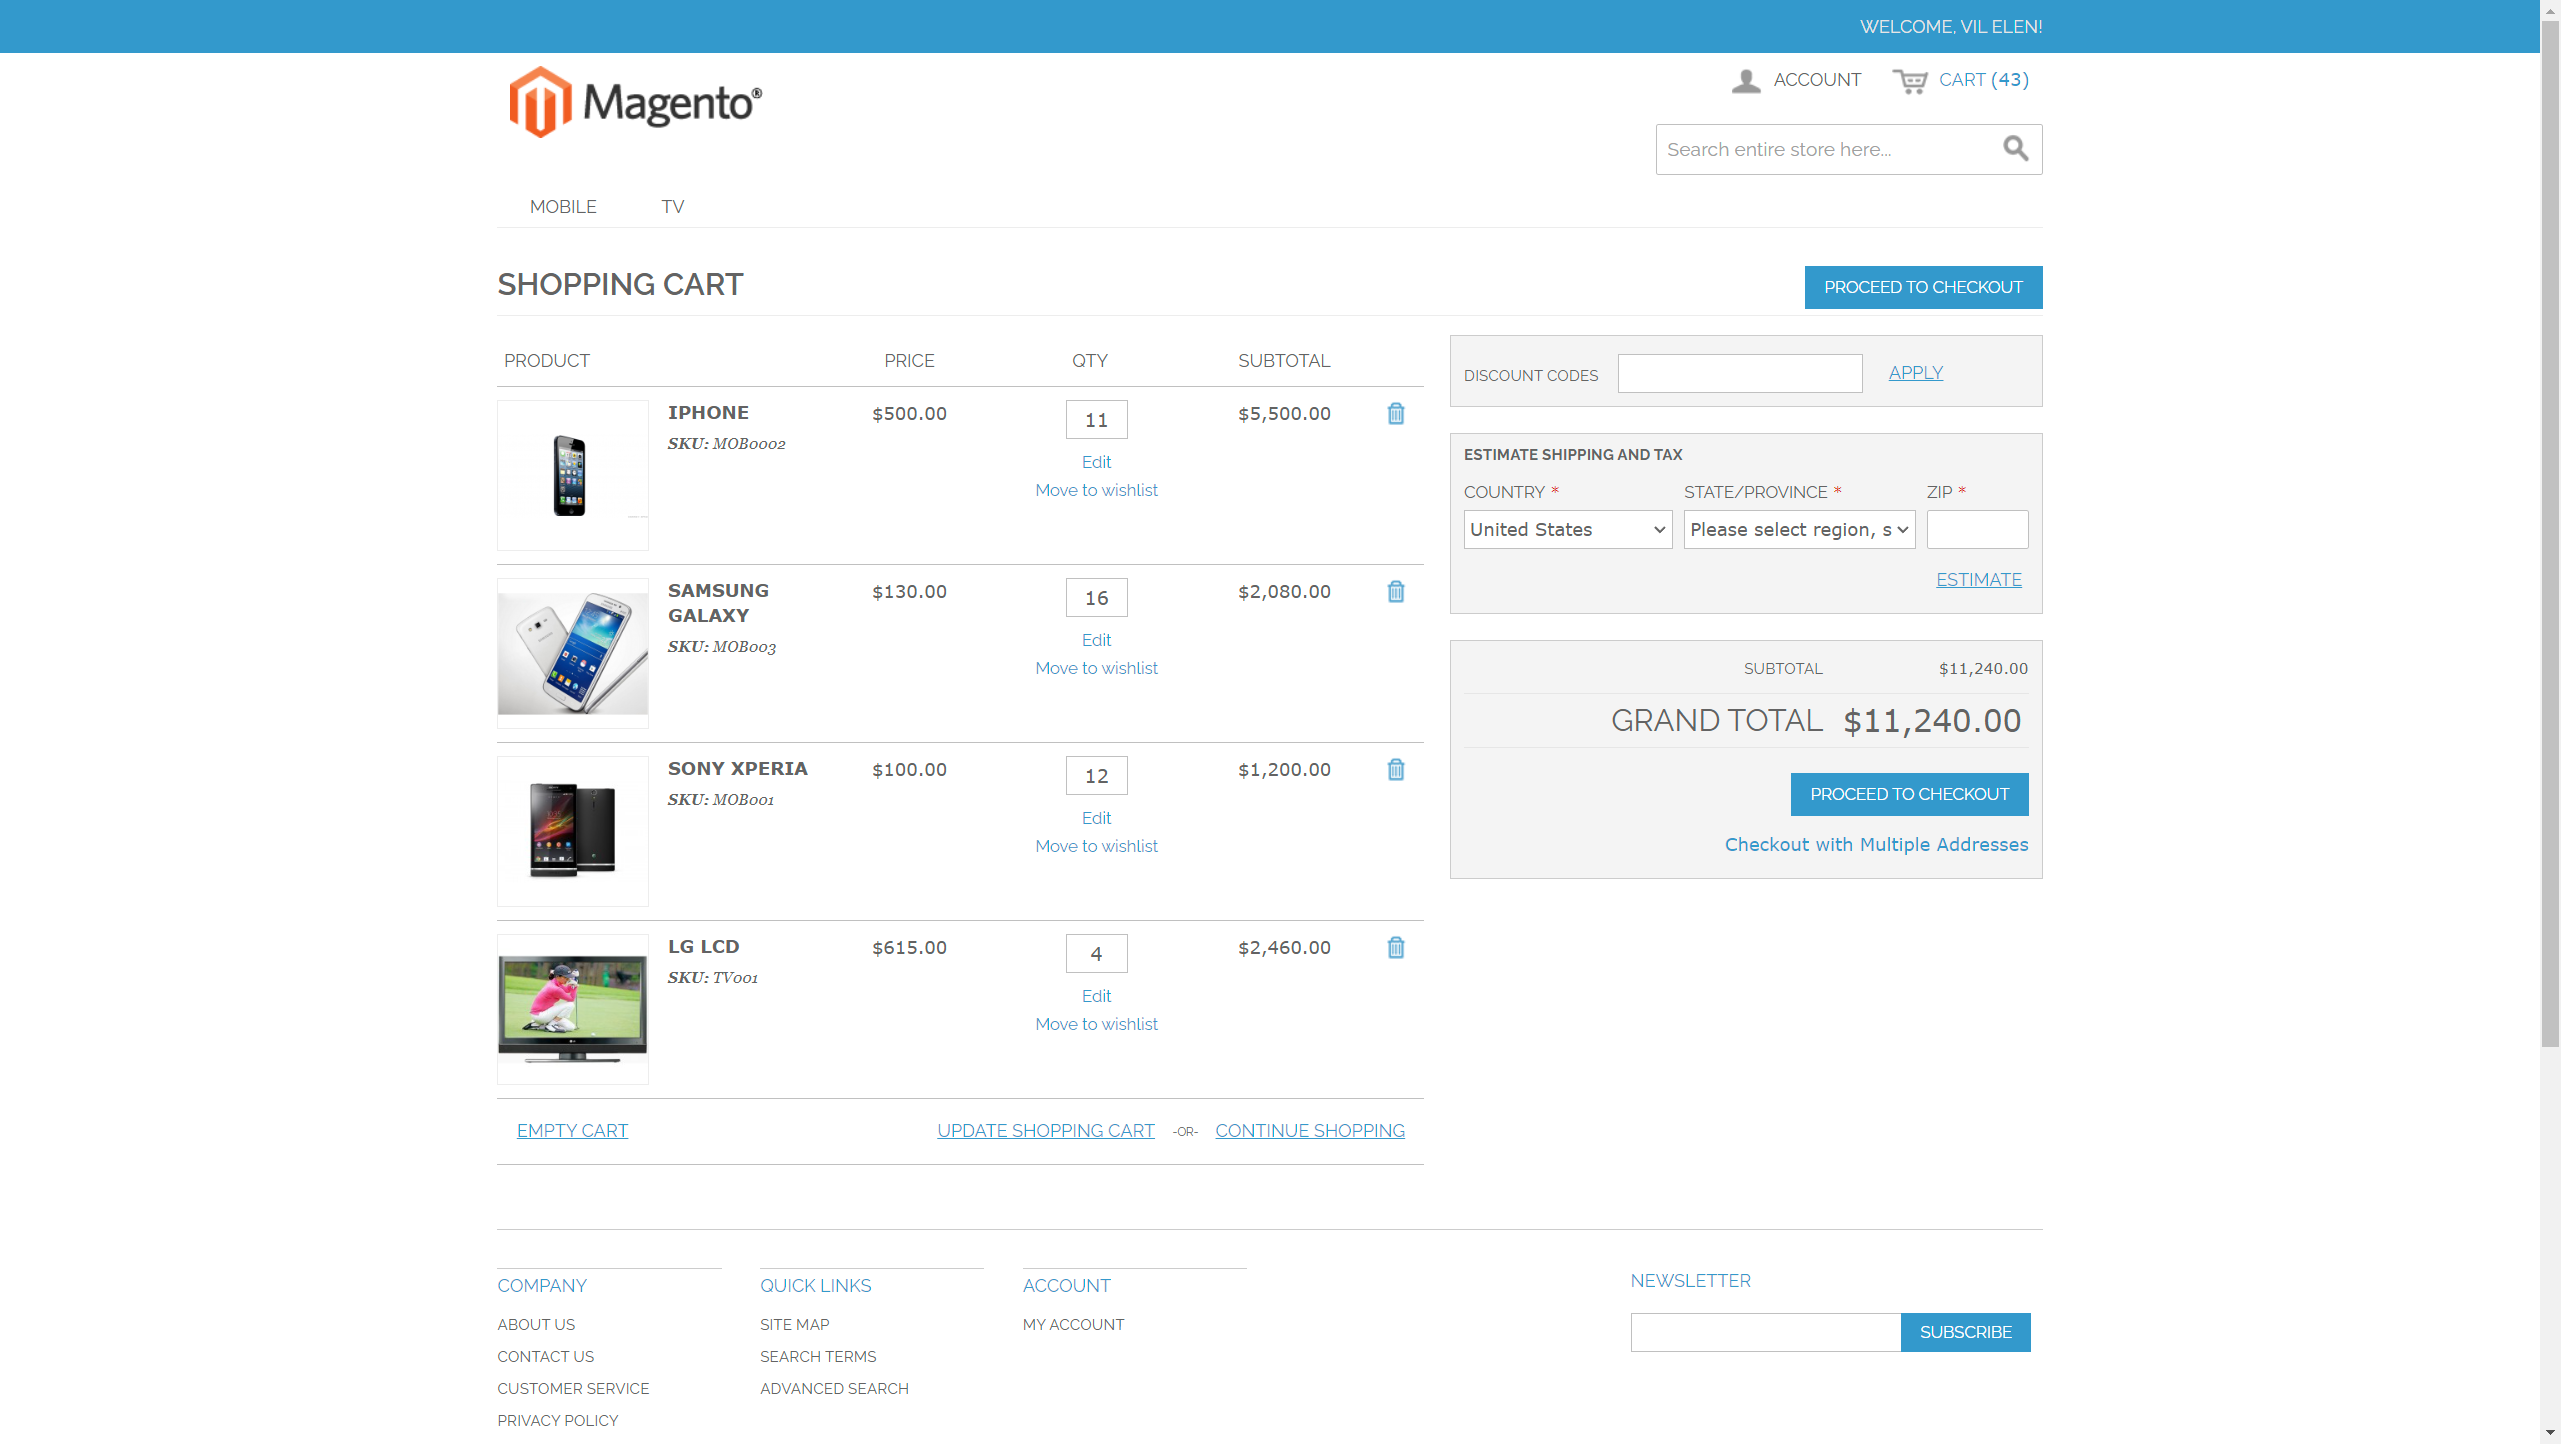 WELCOME, VIL ELEN!
Magento®
ACCOUNT
CART (43)
Search entire store here...
MOBILE
TV
SHOPPING CART
PROCEED TO CHECKOUT
PRODUCT PRICE QTY SUBTOTAL
IPHONE $500.00 11 $5,500.00
SKU: MOB0002
Edit
Move to wishlist
SAMSUNG GALAXY $130.00 16 $2,080.00
SKU: MOB003
Edit
Move to wishlist
SONY XPERIA $100.00 12 $1,200.00
SKU: MOB001
Edit
Move to wishlist
LG LCD $615.00 4 $2,460.00
SKU: TV001
Edit
Move to wishlist
EMPTY CART
UPDATE SHOPPING CART -OR- CONTINUE SHOPPING
DISCOUNT CODES
APPLY
ESTIMATE SHIPPING AND TAX
COUNTRY * STATE/PROVINCE * ZIP *
United States Please select region, s
ESTIMATE
SUBTOTAL $11,240.00
GRAND TOTAL $11,240.00
PROCEED TO CHECKOUT
Checkout with Multiple Addresses
COMPANY
ABOUT US
CONTACT US
CUSTOMER SERVICE
PRIVACY POLICY
QUICK LINKS
SITE MAP
SEARCH TERMS
ADVANCED SEARCH
ACCOUNT
MY ACCOUNT
NEWSLETTER
SUBSCRIBE